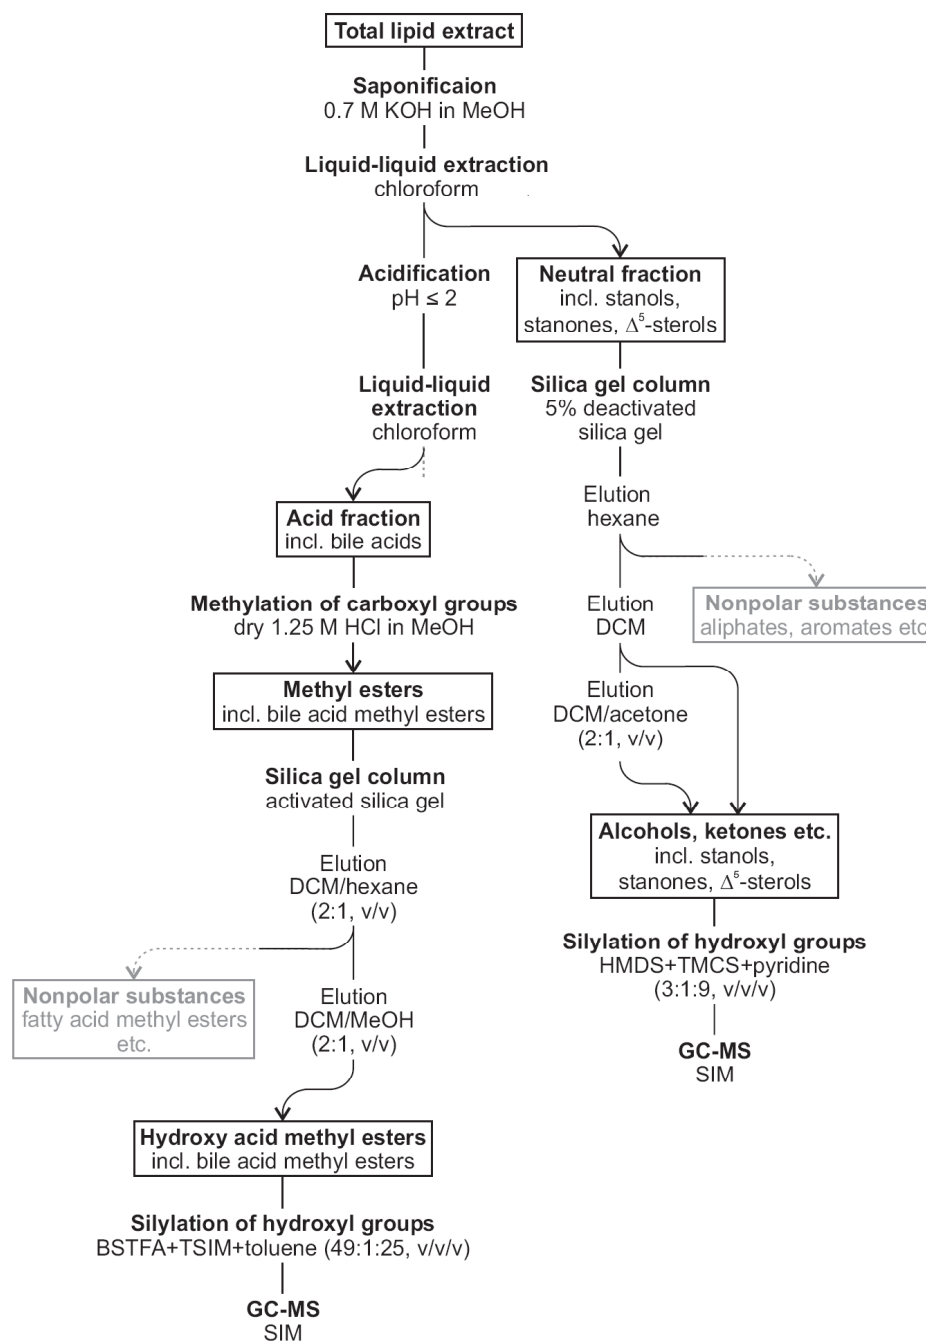 Total lipid extract
Saponificaion
0.7 M KOH in MeOH
Liquid-liquid extraction
chloroform
Acidification
pH ≤ 2
Liquid-liquid
extraction
chloroform
Acid fraction
incl. bile acids
Methylation of carboxyl groups
dry 1.25 M HCl in MeOH
Methyl esters
incl. bile acid methyl esters
Silica gel column
activated silica gel
Elution
DCM/hexane
(2:1, v/v)
Nonpolar substances
fatty acid methyl esters
etc.
Elution
DCM/MeOH
(2:1, v/v)
Hydroxy acid methyl esters
incl. bile acid methyl esters
Silylation of hydroxyl groups
BSTFA+TSIM+toluene (49:1:25, v/v/v)
GC-MS
SIM
Neutral fraction
incl. stanols,
stanones, Δ⁵-sterols
Silica gel column
5% deactivated
silica gel
Elution
hexane
Nonpolar substances
aliphates, aromates etc
Elution
DCM
Elution
DCM/acetone
(2:1, v/v)
Alcohols, ketones etc.
incl. stanols,
stanones, Δ⁵-sterols
Silylation of hydroxyl groups
HMDS+TMCS+pyridine
(3:1:9, v/v/v)
GC-MS
SIM